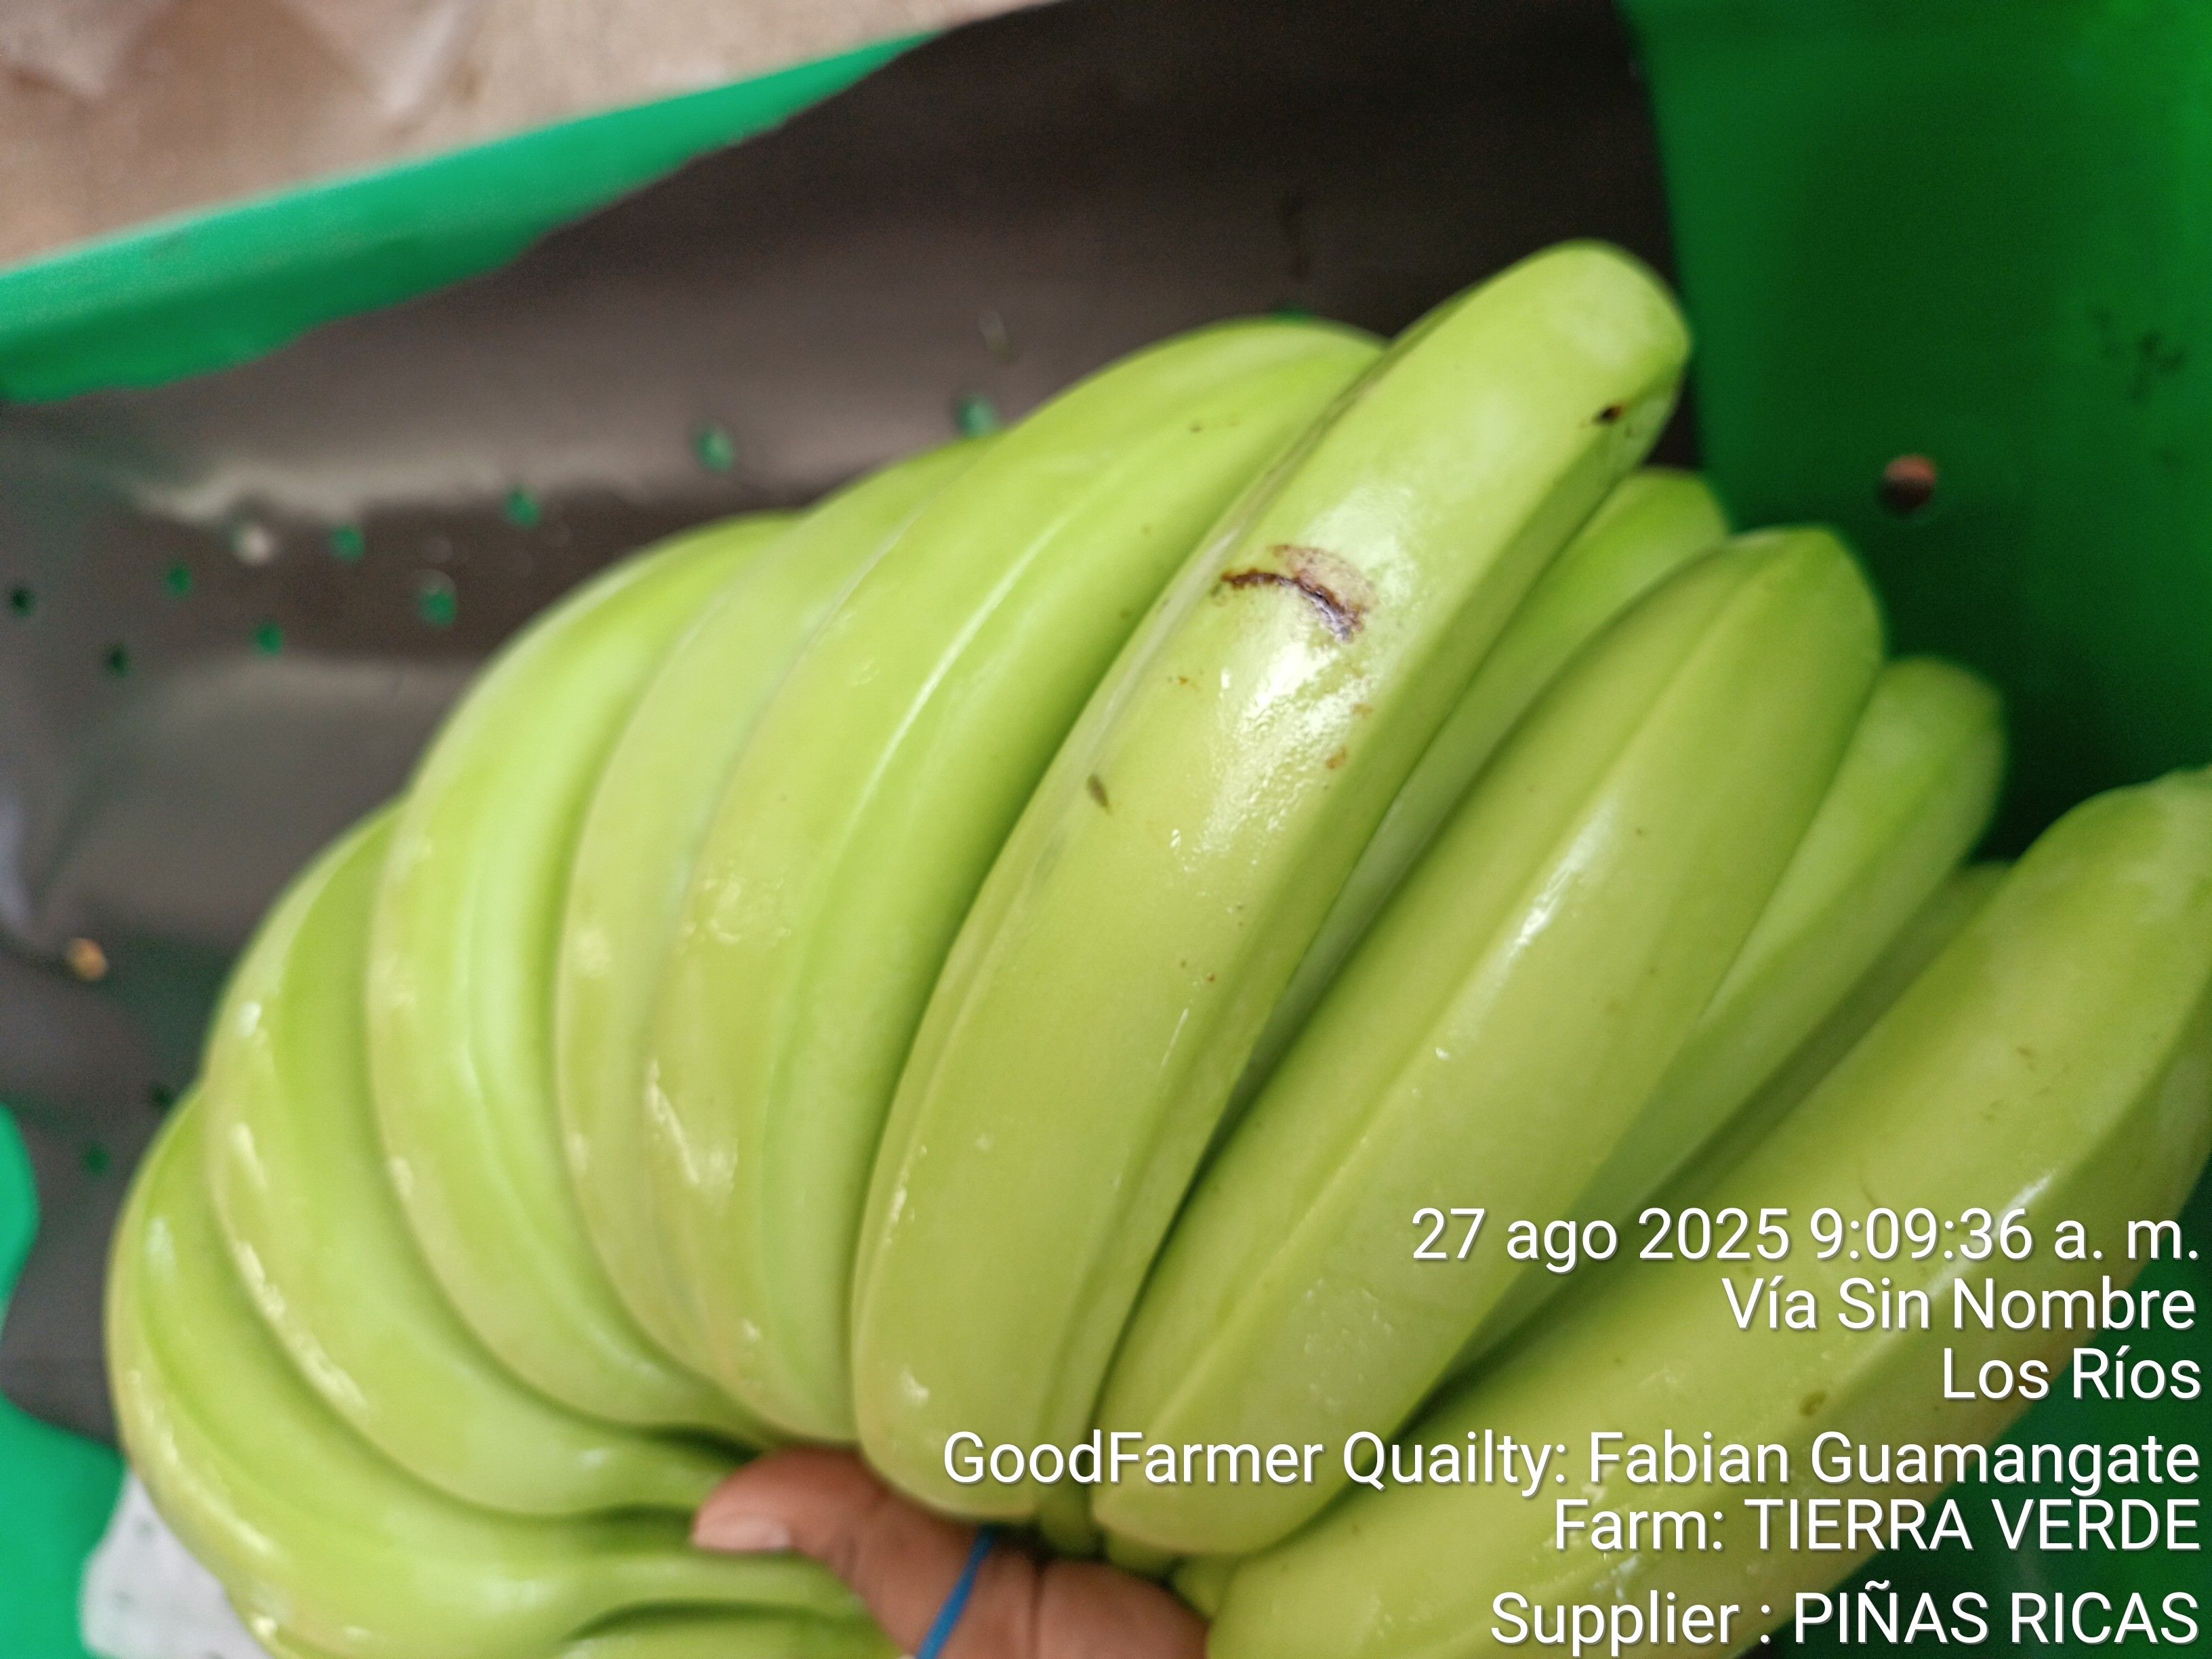 27 ago 2025 9:09:36 a. m.
Vía Sin Nombre
Los Ríos
GoodFarmer Quailty: Fabian Guamangate
Farm: TIERRA VERDE
Supplier : PIÑAS RICAS